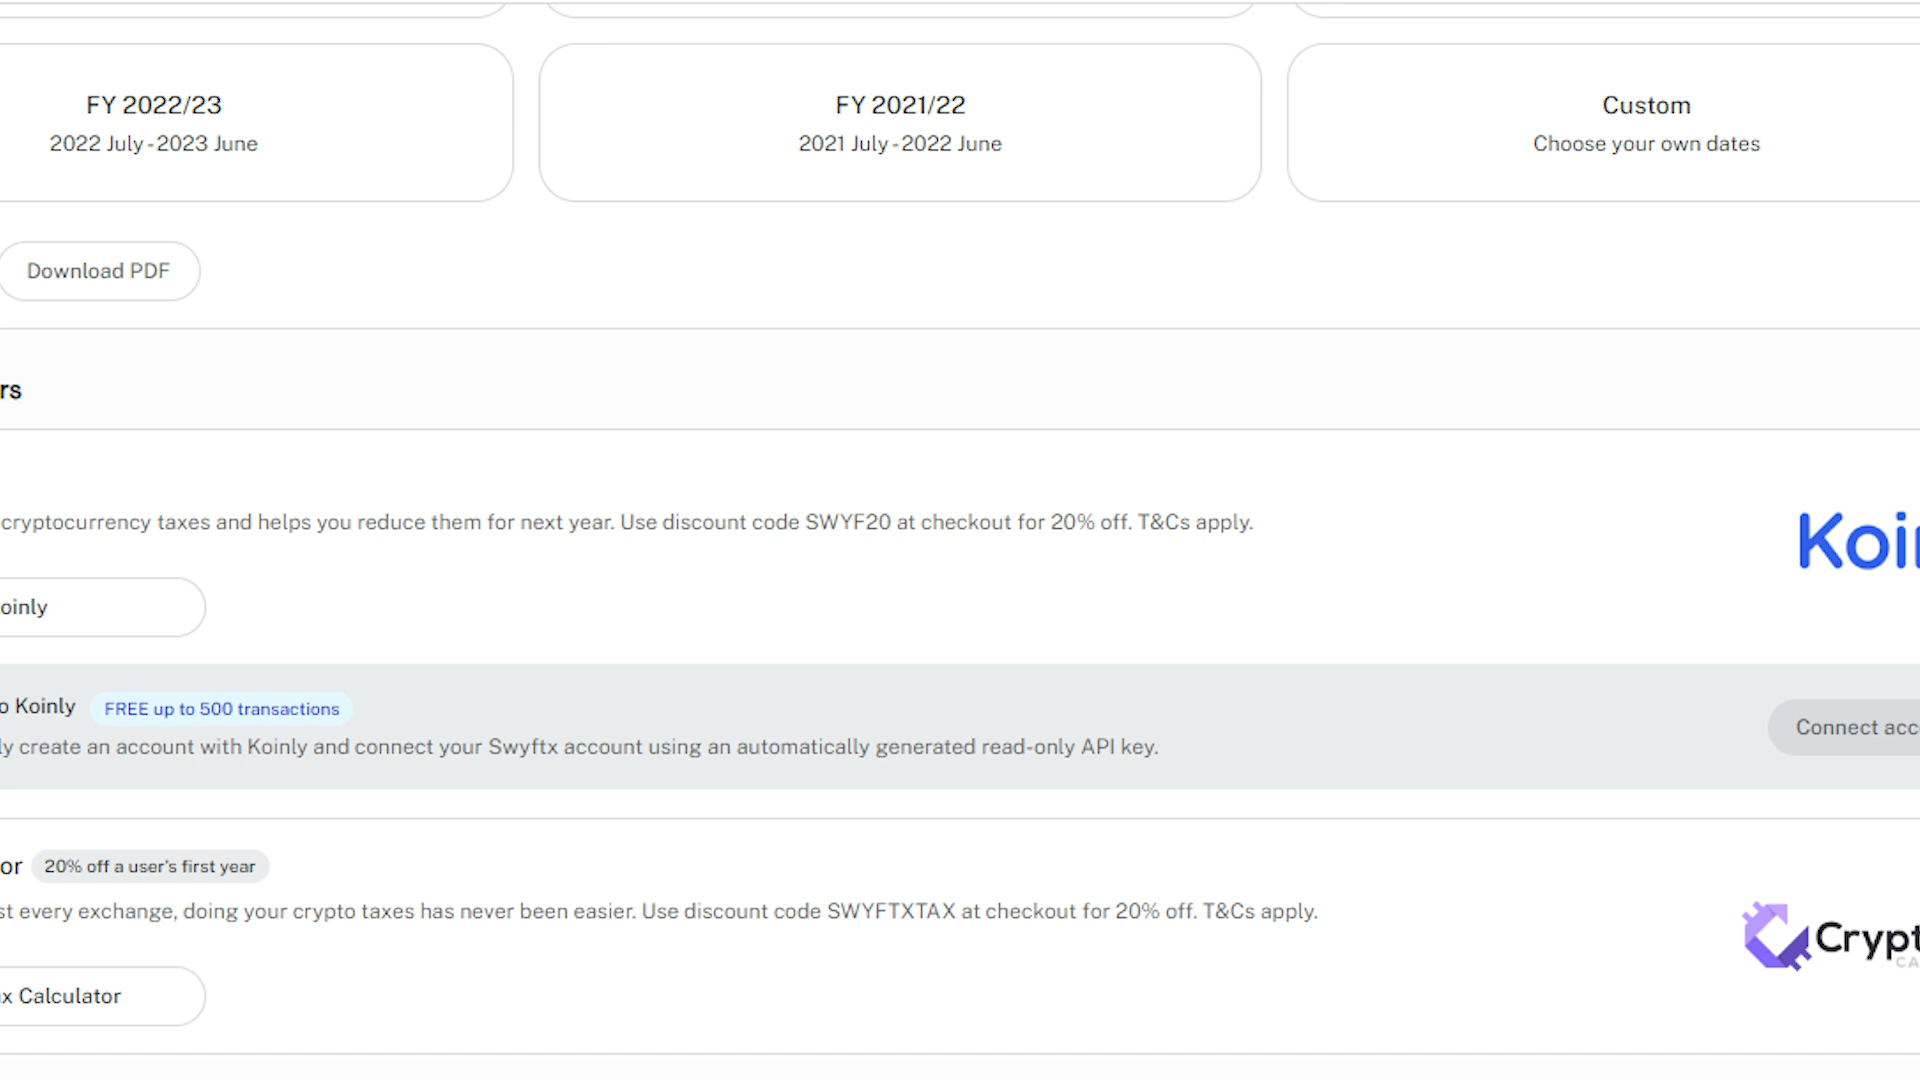 FY 2022/23
2022 July - 2023 June
FY 2021/22
2021 July - 2022 June
Custom
Choose your own dates
Download PDF
rs
cryptocurrency taxes and helps you reduce them for next year. Use discount code SWYF20 at checkout for 20% off. T&Cs apply.
Koi
oinly
o Koinly
FREE up to 500 transactions
ly create an account with Koinly and connect your Swyftx account using an automatically generated read-only API key.
Connect acc
or
20% off a user's first year
st every exchange, doing your crypto taxes has never been easier. Use discount code SWYFTXTAX at checkout for 20% off. T&Cs apply.
Crypt
CA
x Calculator